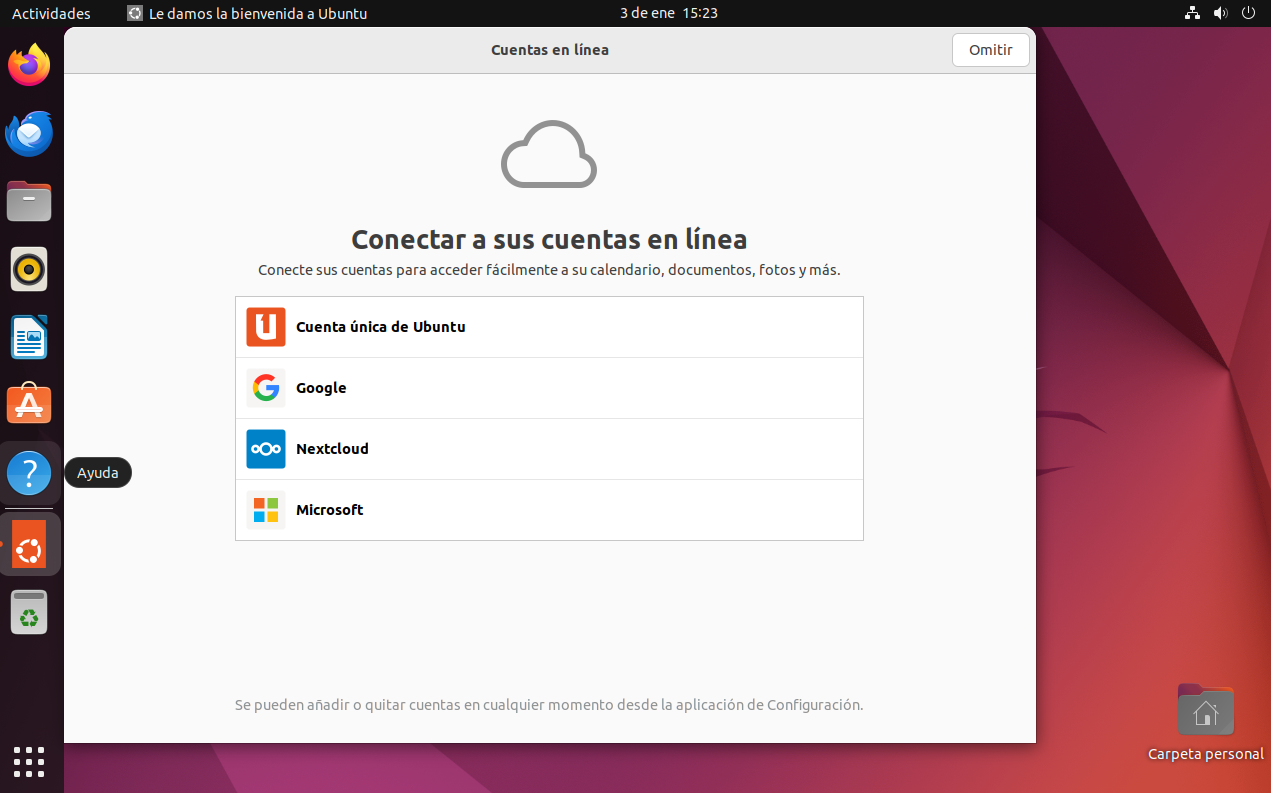 Actividades
Le damos la bienvenida a Ubuntu
3 de ene 15:23
Cuentas en línea
Omitir
Conectar a sus cuentas en línea
Conecte sus cuentas para acceder fácilmente a su calendario, documentos, fotos y más.
Cuenta única de Ubuntu
Google
Nextcloud
Ayuda
Microsoft
Se pueden añadir o quitar cuentas en cualquier momento desde la aplicación de Configuración.
Carpeta personal